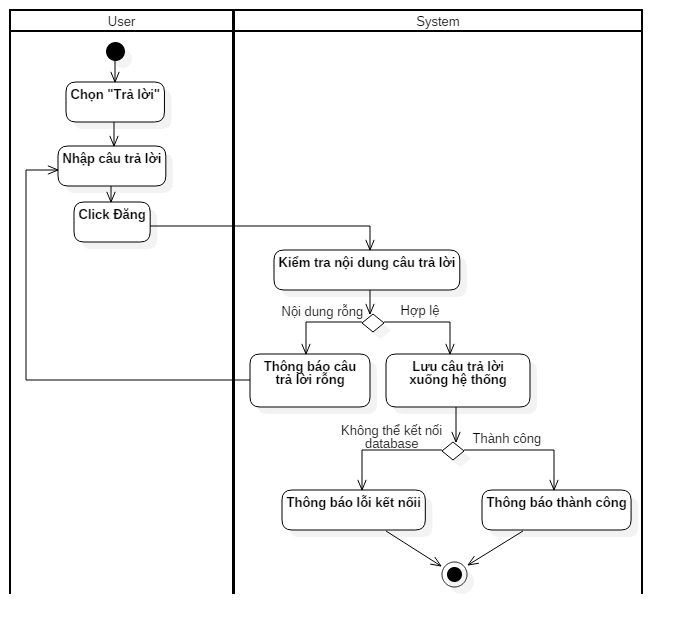 User
System
Chọn "Trả lời"
Nhập câu trả lời
Click Đăng
Kiểm tra nội dung câu trả lời
Nội dung rỗng
Hợp lệ
Thông báo câu
trả lời rỗng
Lưu câu trả lời
xuống hệ thống
Không thể kết nối
database
Thành công
Thông báo lỗi kết nốii
Thông báo thành công